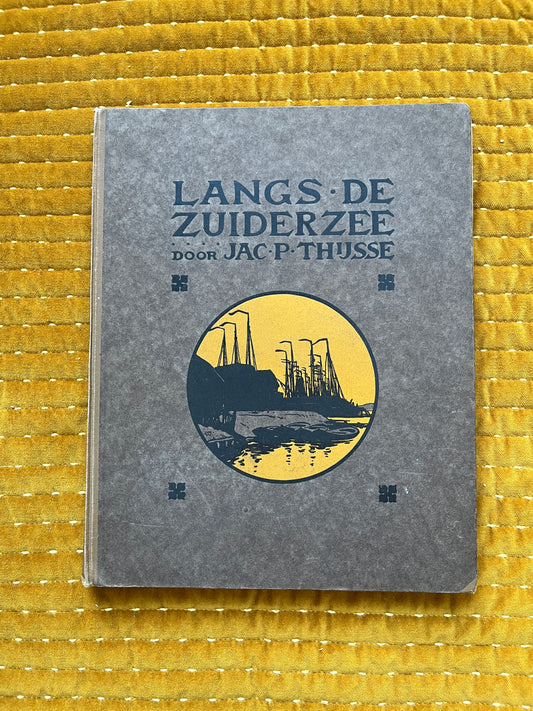 LANGS · DE
ZUIDERZEE
DOOR JAC · P · THIJSSE